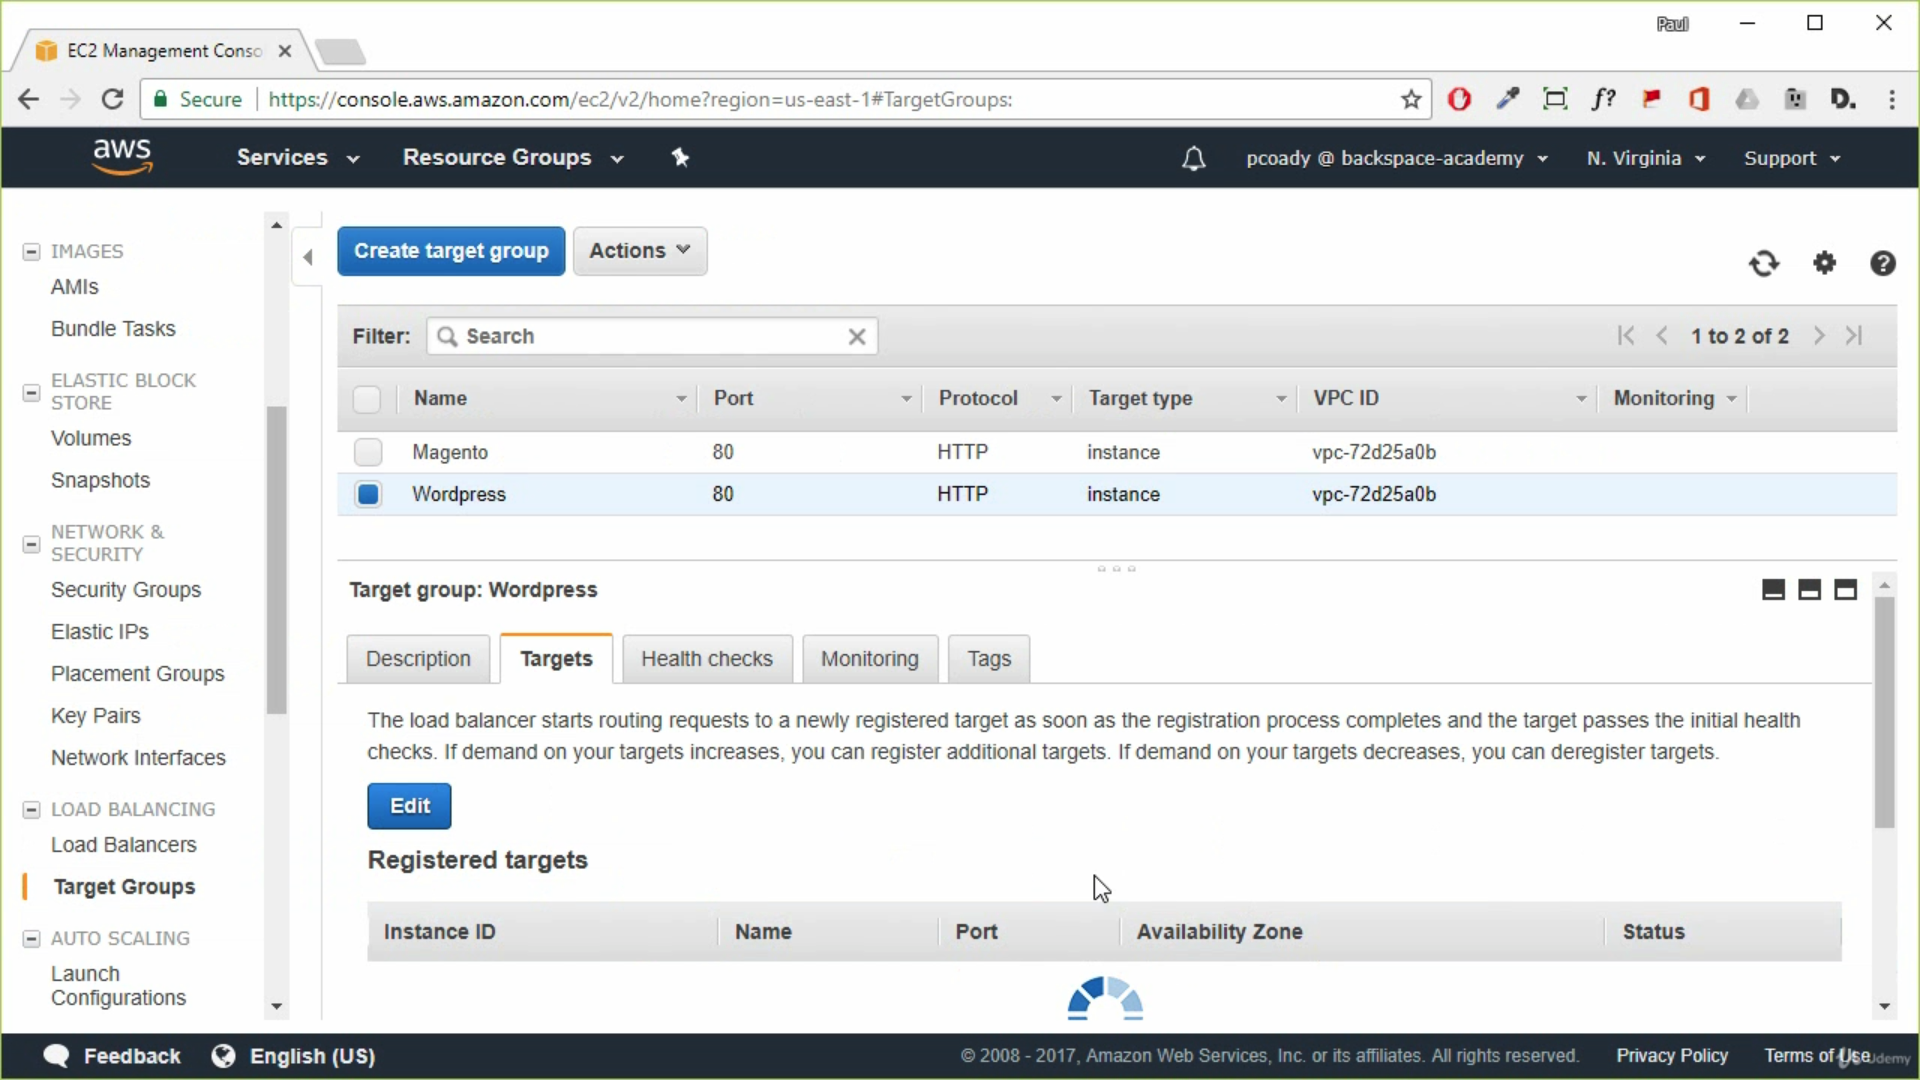 Paul
EC2 Management Conso
Secure
https://console.aws.amazon.com/ec2/v2/home?region=us-east-1#TargetGroups:
f?
D.
aws
Services
Resource Groups
pcoady @ backspace-academy
N. Virginia
Support
IMAGES
AMIs
Bundle Tasks
ELASTIC BLOCK
STORE
Volumes
Snapshots
NETWORK &
SECURITY
Security Groups
Elastic IPs
Placement Groups
Key Pairs
Network Interfaces
LOAD BALANCING
Load Balancers
Target Groups
AUTO SCALING
Launch
Configurations
Create target group
Actions
Filter:
Search
1 to 2 of 2
Name Port Protocol Target type VPC ID Monitoring
Magento 80 HTTP instance vpc-72d25a0b
Wordpress 80 HTTP instance vpc-72d25a0b
Target group: Wordpress
Description
Targets
Health checks
Monitoring
Tags
The load balancer starts routing requests to a newly registered target as soon as the registration process completes and the target passes the initial health
checks. If demand on your targets increases, you can register additional targets. If demand on your targets decreases, you can deregister targets.
Edit
Registered targets
Instance ID Name Port Availability Zone Status
Feedback
English (US)
© 2008 - 2017, Amazon Web Services, Inc. or its affiliates. All rights reserved.
Privacy Policy
Terms of Use
Udemy